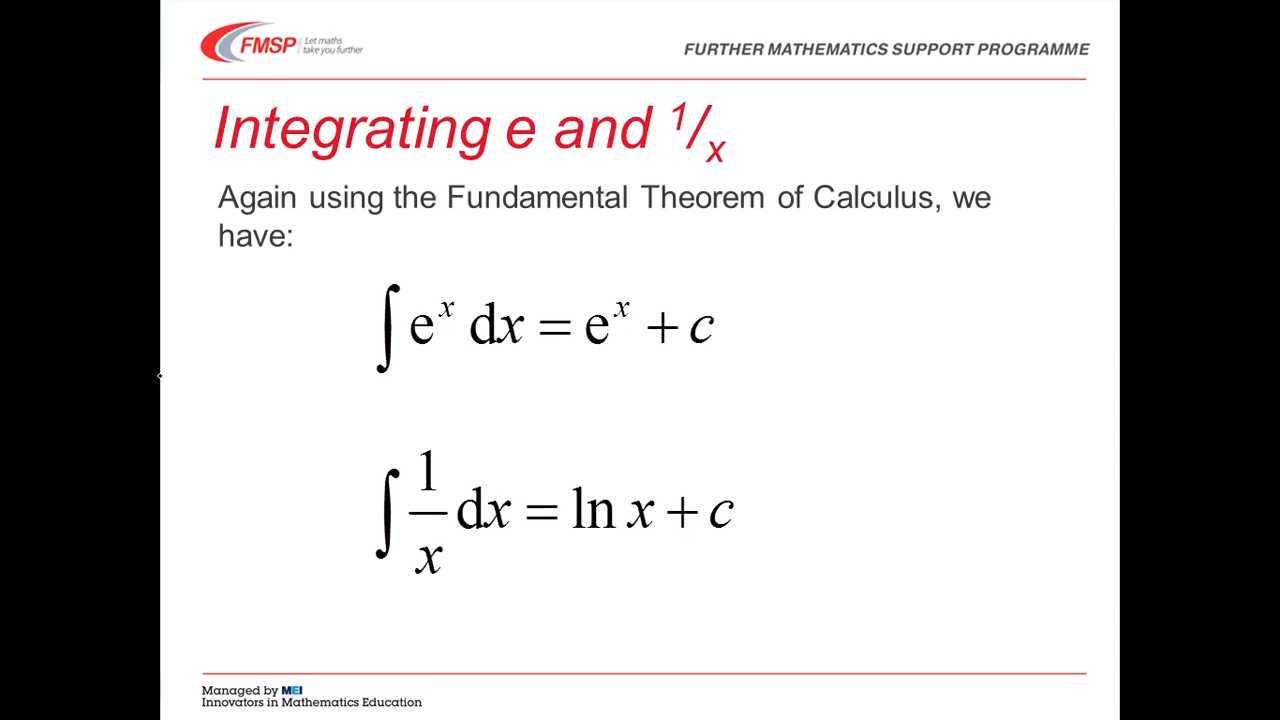 FMSP Let maths
take you further
FURTHER MATHEMATICS SUPPORT PROGRAMME
Integrating e and 1/x
Again using the Fundamental Theorem of Calculus, we
have:
∫ eˣ dx = eˣ + c
∫ 1/x dx = ln x + c
Managed by MEI
Innovators in Mathematics Education